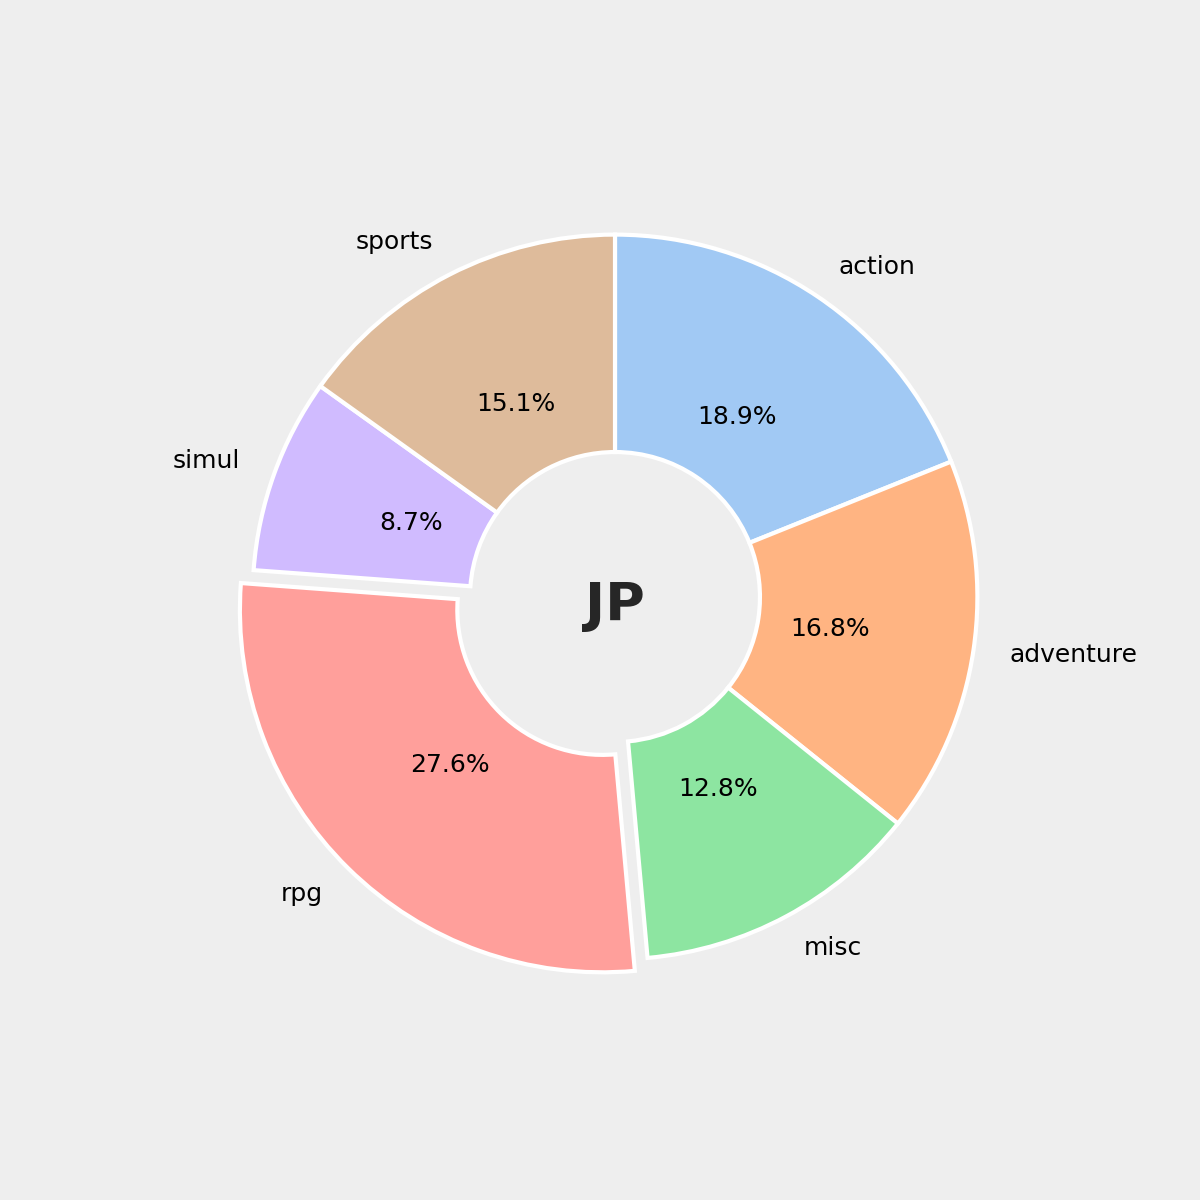 sports
action
15.1%
18.9%
simul
8.7%
JP
16.8%
adventure
27.6%
12.8%
rpg
misc